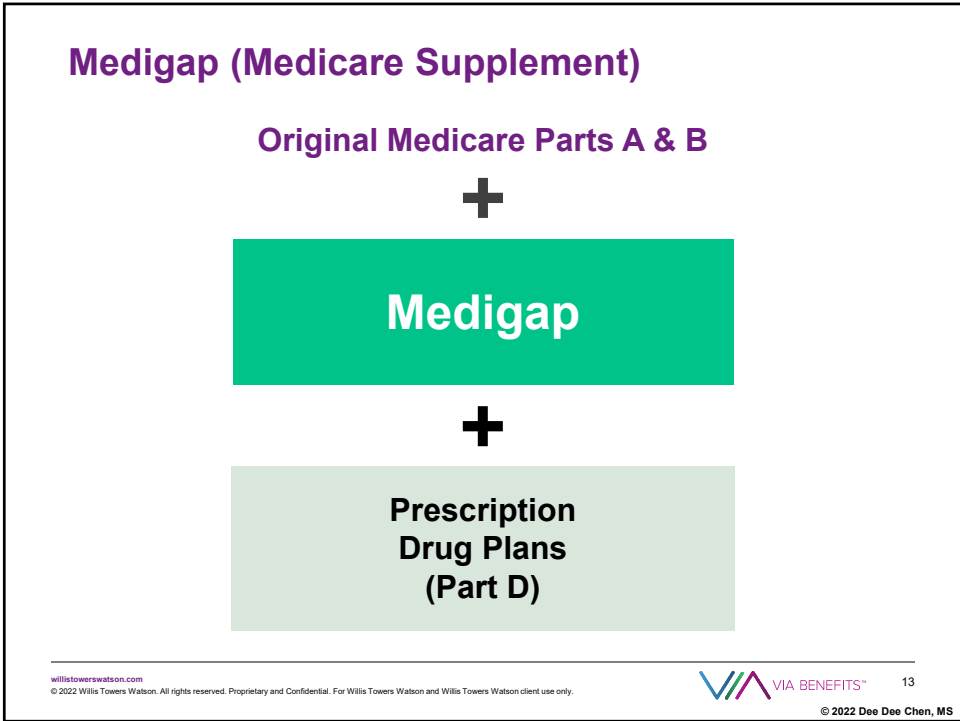 Medigap (Medicare Supplement)
Original Medicare Parts A & B
+
Medigap
+
Prescription
Drug Plans
(Part D)
willistowerswatson.com
© 2022 Willis Towers Watson. All rights reserved. Proprietary and Confidential. For Willis Towers Watson and Willis Towers Watson client use only.
VIA BENEFITS™
13
© 2022 Dee Dee Chen, MS